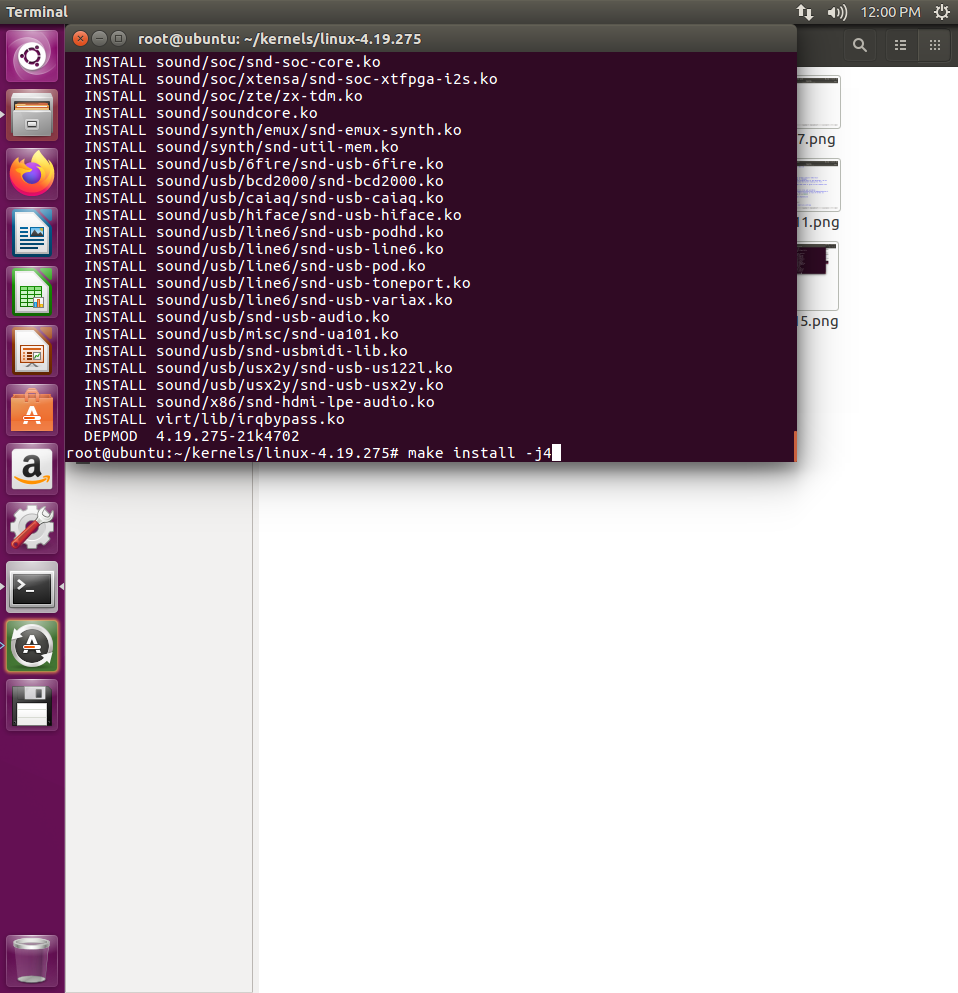 Terminal
12:00 PM
root@ubuntu: ~/kernels/linux-4.19.275
INSTALL sound/soc/snd-soc-core.ko
INSTALL sound/soc/xtensa/snd-soc-xtfpga-i2s.ko
INSTALL sound/soc/zte/zx-tdm.ko
INSTALL sound/soundcore.ko
INSTALL sound/synth/emux/snd-emux-synth.ko
INSTALL sound/synth/snd-util-mem.ko
INSTALL sound/usb/6fire/snd-usb-6fire.ko
INSTALL sound/usb/bcd2000/snd-bcd2000.ko
INSTALL sound/usb/caiaq/snd-usb-caiaq.ko
INSTALL sound/usb/hiface/snd-usb-hiface.ko
INSTALL sound/usb/line6/snd-usb-podhd.ko
INSTALL sound/usb/line6/snd-usb-line6.ko
INSTALL sound/usb/line6/snd-usb-pod.ko
INSTALL sound/usb/line6/snd-usb-toneport.ko
INSTALL sound/usb/line6/snd-usb-variax.ko
INSTALL sound/usb/snd-usb-audio.ko
INSTALL sound/usb/misc/snd-ua101.ko
INSTALL sound/usb/snd-usbmidi-lib.ko
INSTALL sound/usb/usx2y/snd-usb-us122l.ko
INSTALL sound/usb/usx2y/snd-usb-usx2y.ko
INSTALL sound/x86/snd-hdmi-lpe-audio.ko
INSTALL virt/lib/irqbypass.ko
DEPMOD  4.19.275-21k4702
root@ubuntu:~/kernels/linux-4.19.275# make install -j4
7.png
11.png
15.png